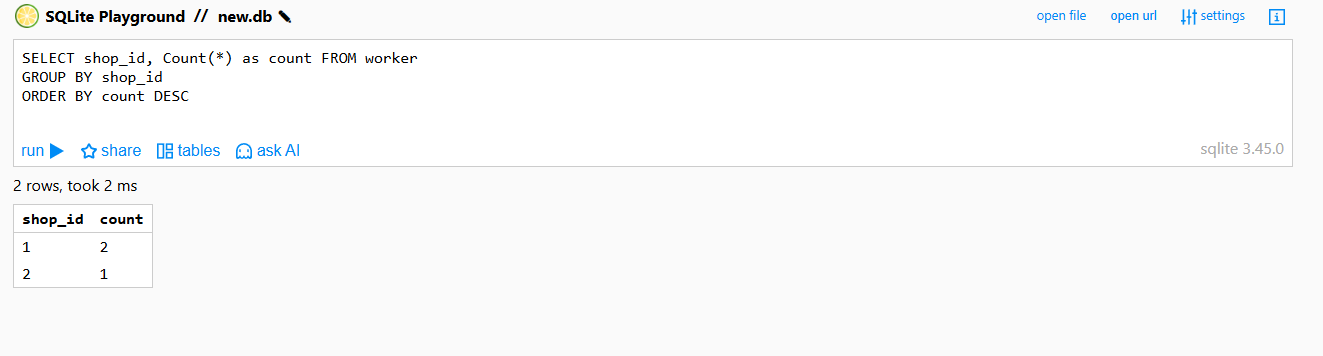 SQLite Playground // new.db
open file open url settings
SELECT shop_id, Count(*) as count FROM worker
GROUP BY shop_id
ORDER BY count DESC
run share tables ask AI
sqlite 3.45.0
2 rows, took 2 ms
shop_id count
1 2
2 1